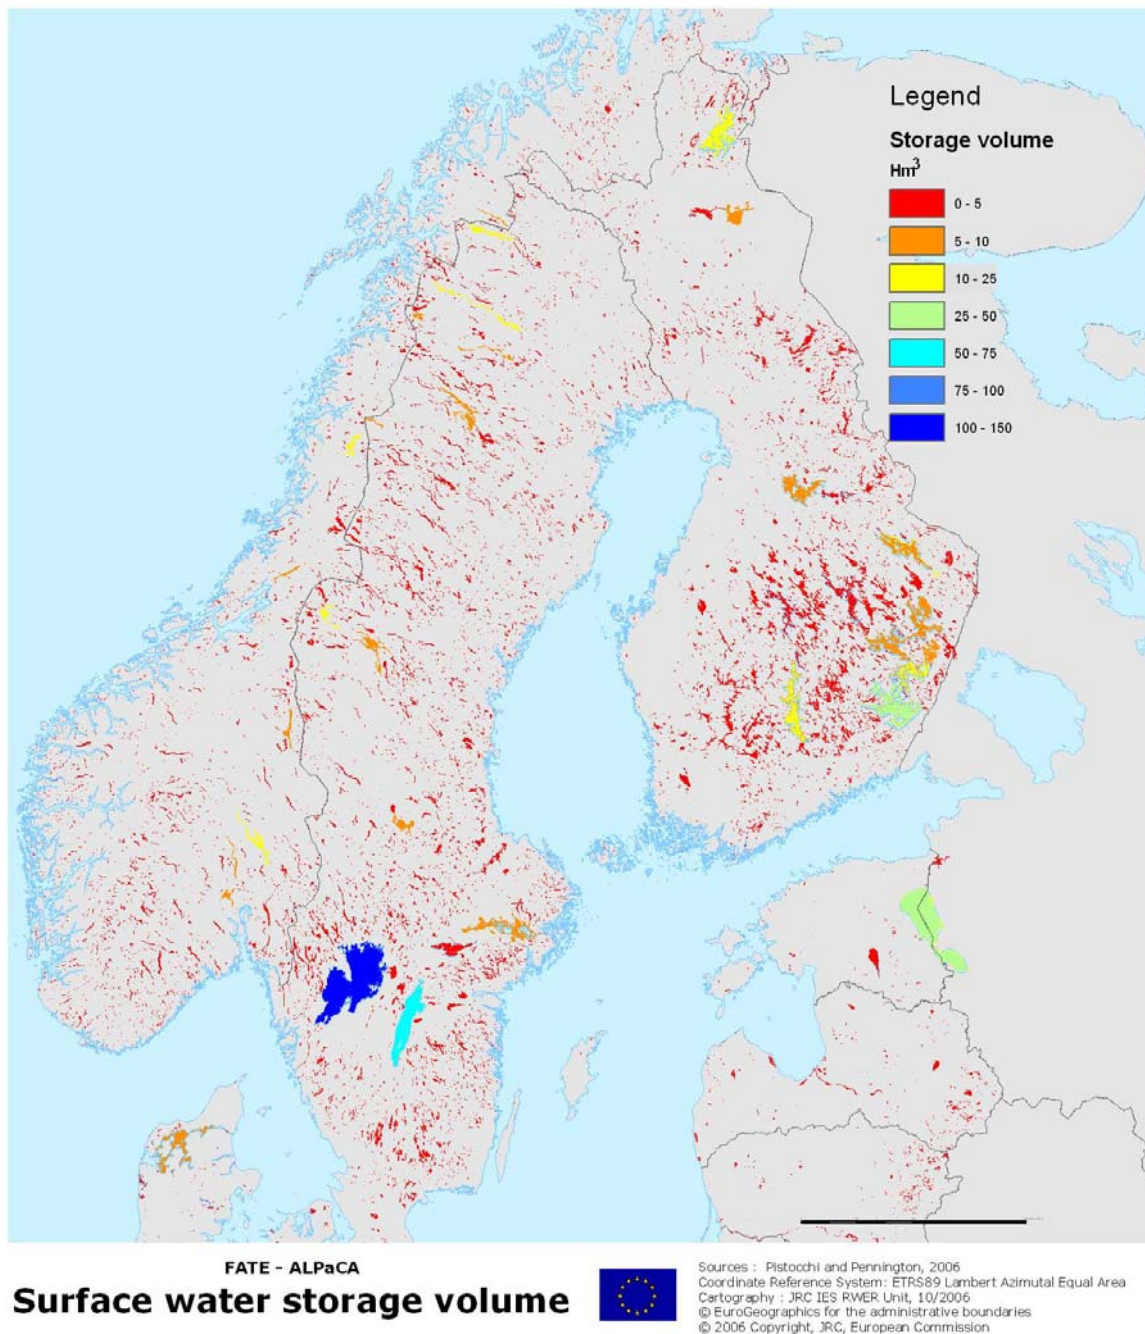 Legend
Storage volume
Hm³
0 - 5
5 - 10
10 - 25
25 - 50
50 - 75
75 - 100
100 - 150
FATE - ALPaCA
Surface water storage volume
Sources : Pistocchi and Pennington, 2006
Coordinate Reference System: ETRS89 Lambert Azimutal Equal Area
Cartography : JRC IES RWER Unit, 10/2006
© EuroGeographics for the administrative boundaries
© 2006 Copyright, JRC, European Commission